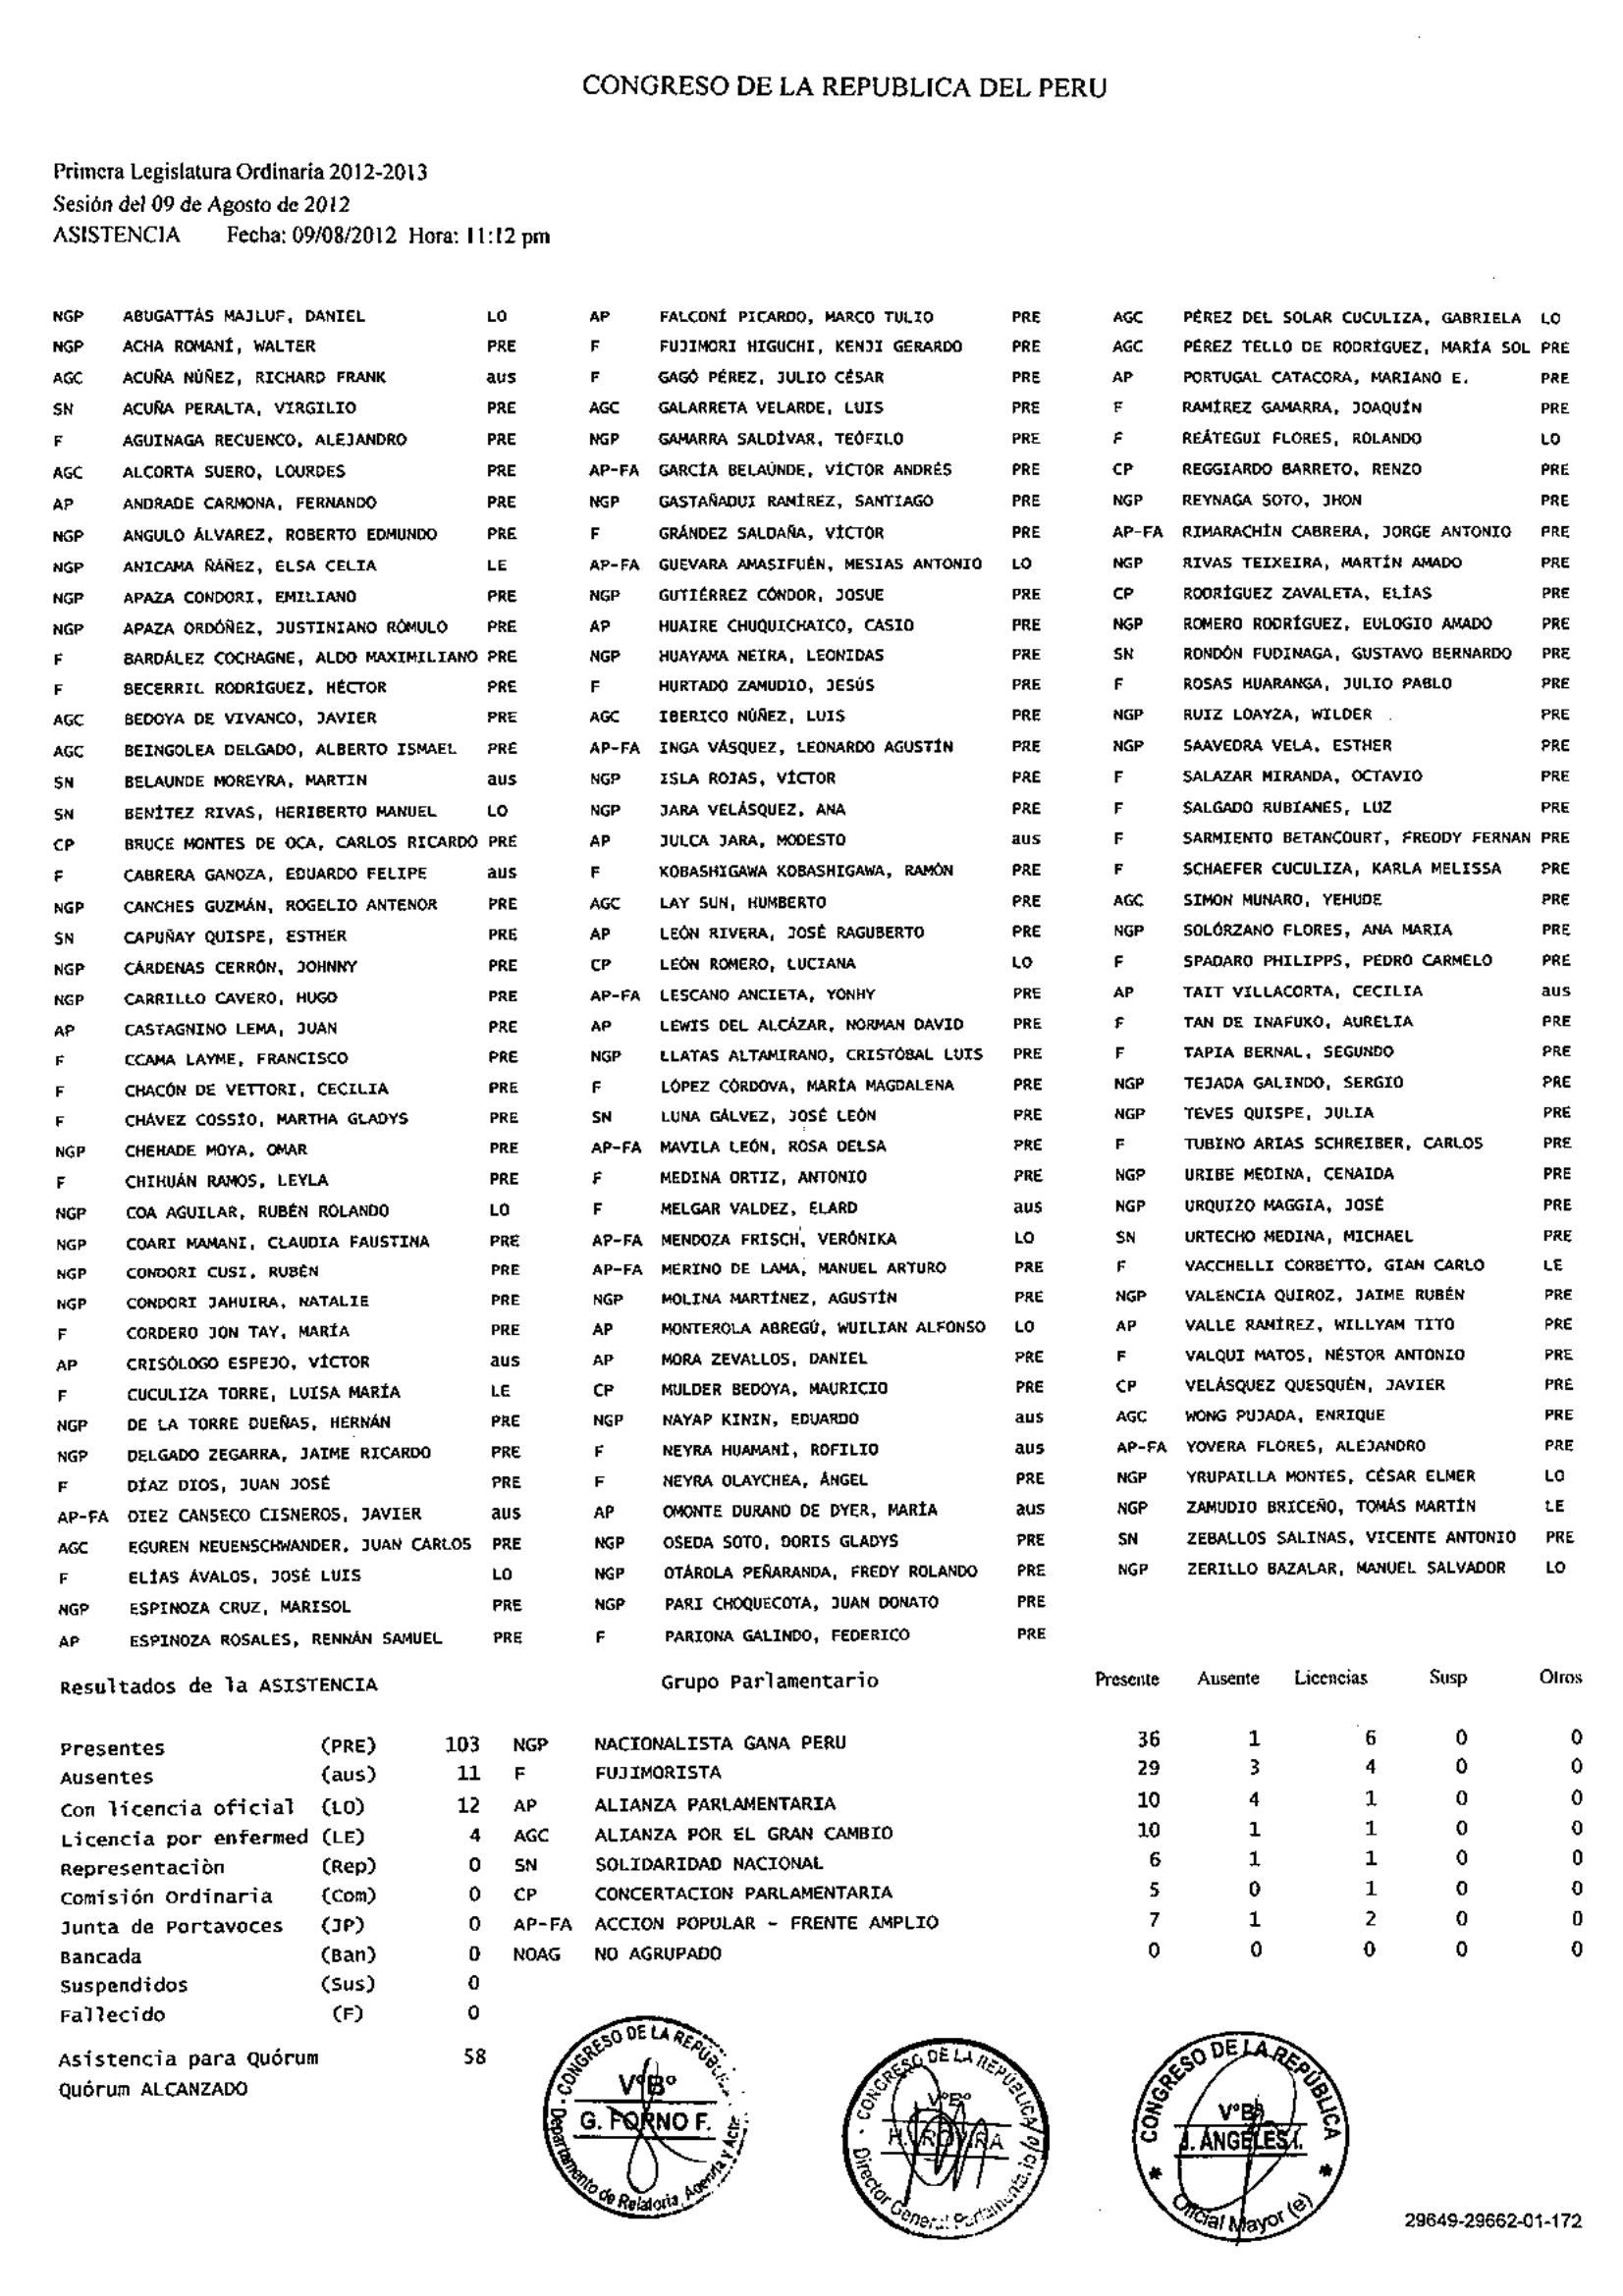 CONGRESO DE LA REPUBLICA DEL PERU
Primera Legislatura Ordinaria 2012-2013
Sesión del 09 de Agosto de 2012
ASISTENCIA Fecha: 09/08/2012 Hora: 11:12 pm
NGP ABUGATTÁS MAJLUF, DANIEL LO AP FALCONÍ PICARDO, MARCO TULIO PRE AGC PÉREZ DEL SOLAR CUCULIZA, GABRIELA LO
NGP ACHA ROMANÍ, WALTER PRE F FUJIMORI HIGUCHI, KENJI GERARDO PRE AGC PÉREZ TELLO DE RODRÍGUEZ, MARÍA SOL PRE
AGC ACUÑA NÚÑEZ, RICHARD FRANK aus F GAGÓ PÉREZ, JULIO CÉSAR PRE AP PORTUGAL CATACORA, MARIANO E. PRE
SN ACUÑA PERALTA, VIRGILIO PRE AGC GALARRETA VELARDE, LUIS PRE F RAMÍREZ GAMARRA, JOAQUÍN PRE
F AGUINAGA RECUENCO, ALEJANDRO PRE NGP GAMARRA SALDÍVAR, TEÓFILO PRE F REÁTEGUI FLORES, ROLANDO LO
AGC ALCORTA SUERO, LOURDES PRE AP-FA GARCÍA BELAÚNDE, VÍCTOR ANDRÉS PRE CP REGGIARDO BARRETO, RENZO PRE
AP ANDRADE CARMONA, FERNANDO PRE NGP GASTAÑADUI RAMÍREZ, SANTIAGO PRE NGP REYNAGA SOTO, JHON PRE
NGP ANGULO ÁLVAREZ, ROBERTO EDMUNDO PRE F GRÁNDEZ SALDAÑA, VÍCTOR PRE AP-FA RIMARACHÍN CABRERA, JORGE ANTONIO PRE
NGP ANICAMA ÑÁÑEZ, ELSA CELIA LE AP-FA GUEVARA AMASIFUÉN, MESIAS ANTONIO LO NGP RIVAS TEIXEIRA, MARTÍN AMADO PRE
NGP APAZA CONDORI, EMILIANO PRE NGP GUTIÉRREZ CÓNDOR, JOSUE PRE CP RODRÍGUEZ ZAVALETA, ELÍAS PRE
NGP APAZA ORDÓÑEZ, JUSTINIANO RÓMULO PRE AP HUAIRE CHUQUICHAICO, CASIO PRE NGP ROMERO RODRÍGUEZ, EULOGIO AMADO PRE
F BARDÁLEZ COCHAGNE, ALDO MAXIMILIANO PRE NGP HUAYAMA NEIRA, LEONIDAS PRE SN RONDÓN FUDINAGA, GUSTAVO BERNARDO PRE
F BECERRIL RODRÍGUEZ, HÉCTOR PRE F HURTADO ZAMUDIO, JESÚS PRE F ROSAS HUARANGA, JULIO PABLO PRE
AGC BEDOYA DE VIVANCO, JAVIER PRE AGC IBERICO NÚÑEZ, LUIS PRE NGP RUIZ LOAYZA, WILDER PRE
AGC BEINGOLEA DELGADO, ALBERTO ISMAEL PRE AP-FA INGA VÁSQUEZ, LEONARDO AGUSTÍN PRE NGP SAAVEDRA VELA, ESTHER PRE
SN BELAUNDE MOREYRA, MARTIN aus NGP ISLA ROJAS, VÍCTOR PRE F SALAZAR MIRANDA, OCTAVIO PRE
SN BENÍTEZ RIVAS, HERIBERTO MANUEL LO NGP JARA VELÁSQUEZ, ANA PRE F SALGADO RUBIANES, LUZ PRE
CP BRUCE MONTES DE OCA, CARLOS RICARDO PRE AP JULCA JARA, MODESTO aus F SARMIENTO BETANCOURT, FREDDY FERNAN PRE
F CABRERA GANOZA, EDUARDO FELIPE aus F KOBASHIGAWA KOBASHIGAWA, RAMÓN PRE F SCHAEFER CUCULIZA, KARLA MELISSA PRE
NGP CANCHES GUZMÁN, ROGELIO ANTENOR PRE AGC LAY SUN, HUMBERTO PRE AGC SIMON MUNARO, YEHUDE PRE
SN CAPUÑAY QUISPE, ESTHER PRE AP LEÓN RIVERA, JOSÉ RAGUBERTO PRE NGP SOLÓRZANO FLORES, ANA MARIA PRE
NGP CÁRDENAS CERRÓN, JOHNNY PRE CP LEÓN ROMERO, LUCIANA LO F SPADARO PHILIPPS, PEDRO CARMELO PRE
NGP CARRILLO CAVERO, HUGO PRE AP-FA LESCANO ANCIETA, YONHY PRE AP TAIT VILLACORTA, CECILIA aus
AP CASTAGNINO LEMA, JUAN PRE AP LEWIS DEL ALCÁZAR, NORMAN DAVID PRE F TAN DE INAFUKO, AURELIA PRE
F CCAMA LAYME, FRANCISCO PRE NGP LLATAS ALTAMIRANO, CRISTÓBAL LUIS PRE F TAPIA BERNAL, SEGUNDO PRE
F CHACÓN DE VETTORI, CECILIA PRE F LÓPEZ CÓRDOVA, MARÍA MAGDALENA PRE NGP TEJADA GALINDO, SERGIO PRE
F CHÁVEZ COSSÍO, MARTHA GLADYS PRE SN LUNA GÁLVEZ, JOSÉ LEÓN PRE NGP TEVES QUISPE, JULIA PRE
NGP CHEHADE MOYA, OMAR PRE AP-FA MAVILA LEÓN, ROSA DELSA PRE F TUBINO ARIAS SCHREIBER, CARLOS PRE
F CHIHUÁN RAMOS, LEYLA PRE F MEDINA ORTIZ, ANTONIO PRE NGP URIBE MEDINA, CENAIDA PRE
NGP COA AGUILAR, RUBÉN ROLANDO LO F MELGAR VALDEZ, ELARD aus NGP URQUIZO MAGGIA, JOSÉ PRE
NGP COARI MAMANI, CLAUDIA FAUSTINA PRE AP-FA MENDOZA FRISCH, VERÓNIKA LO SN URTECHO MEDINA, MICHAEL PRE
NGP CONDORI CUSI, RUBÉN PRE AP-FA MERINO DE LAMA, MANUEL ARTURO PRE F VACCHELLI CORBETTO, GIAN CARLO LE
NGP CONDORI JAHUIRA, NATALIE PRE NGP MOLINA MARTÍNEZ, AGUSTÍN PRE NGP VALENCIA QUIROZ, JAIME RUBÉN PRE
F CORDERO JON TAY, MARÍA PRE AP MONTEROLA ABREGÚ, WUILIAN ALFONSO LO AP VALLE RAMÍREZ, WILLYAM TITO PRE
AP CRISÓLOGO ESPEJO, VÍCTOR aus AP MORA ZEVALLOS, DANIEL PRE F VALQUI MATOS, NÉSTOR ANTONIO PRE
F CUCULIZA TORRE, LUISA MARÍA LE CP MULDER BEDOYA, MAURICIO PRE CP VELÁSQUEZ QUESQUÉN, JAVIER PRE
NGP DE LA TORRE DUEÑAS, HERNÁN PRE NGP NAYAP KININ, EDUARDO aus AGC WONG PUJADA, ENRIQUE PRE
NGP DELGADO ZEGARRA, JAIME RICARDO PRE F NEYRA HUAMANÍ, ROFILIO aus AP-FA YOVERA FLORES, ALEJANDRO PRE
F DÍAZ DIOS, JUAN JOSÉ PRE F NEYRA OLAYCHEA, ÁNGEL PRE NGP YRUPAILLA MONTES, CÉSAR ELMER LO
AP-FA DIEZ CANSECO CISNEROS, JAVIER aus AP OMONTE DURAND DE DYER, MARÍA aus NGP ZAMUDIO BRICEÑO, TOMÁS MARTÍN LE
AGC EGUREN NEUENSCHWANDER, JUAN CARLOS PRE NGP OSEDA SOTO, DORIS GLADYS PRE SN ZEBALLOS SALINAS, VICENTE ANTONIO PRE
F ELÍAS ÁVALOS, JOSÉ LUIS LO NGP OTÁROLA PEÑARANDA, FREDY ROLANDO PRE NGP ZERILLO BAZALAR, MANUEL SALVADOR LO
NGP ESPINOZA CRUZ, MARISOL PRE NGP PARI CHOQUECOTA, JUAN DONATO PRE
AP ESPINOZA ROSALES, RENNÁN SAMUEL PRE F PARIONA GALINDO, FEDERICO PRE
Resultados de la ASISTENCIA Grupo Parlamentario Presente Ausente Licencias Susp Otros
Presentes (PRE) 103 NGP NACIONALISTA GANA PERU 36 1 6 0 0
Ausentes (aus) 11 F FUJIMORISTA 29 3 4 0 0
Con licencia oficial (LO) 12 AP ALIANZA PARLAMENTARIA 10 4 1 0 0
Licencia por enfermed (LE) 4 AGC ALIANZA POR EL GRAN CAMBIO 10 1 1 0 0
Representación (Rep) 0 SN SOLIDARIDAD NACIONAL 6 1 1 0 0
Comisión Ordinaria (Com) 0 CP CONCERTACION PARLAMENTARIA 5 0 1 0 0
Junta de Portavoces (JP) 0 AP-FA ACCION POPULAR - FRENTE AMPLIO 7 1 2 0 0
Bancada (Ban) 0 NOAG NO AGRUPADO 0 0 0 0 0
Suspendidos (Sus) 0
Fallecido (F) 0
Asistencia para Quórum 58
Quórum ALCANZADO
CONGRESO DE LA REPÚBLICA
V°B°
G. FORNO F.
Departamento de Relatoria, Agenda y Acta
CONGRESO DE LA REPÚBLICA
V°B°
H. ROVIRA
Director General Parlamentario
CONGRESO DE LA REPÚBLICA
V°B°
J. ANGELES I.
Oficial Mayor (e)
29649-29662-01-172